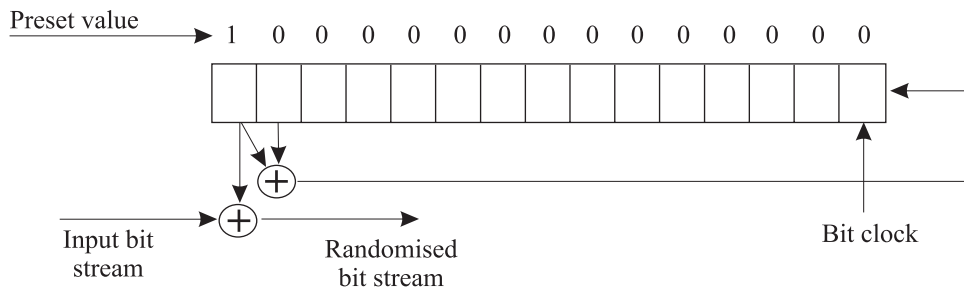 Preset value
1 0 0 0 0 0 0 0 0 0 0 0 0 0 0
+
+
Input bit
stream
Randomised
bit stream
Bit clock